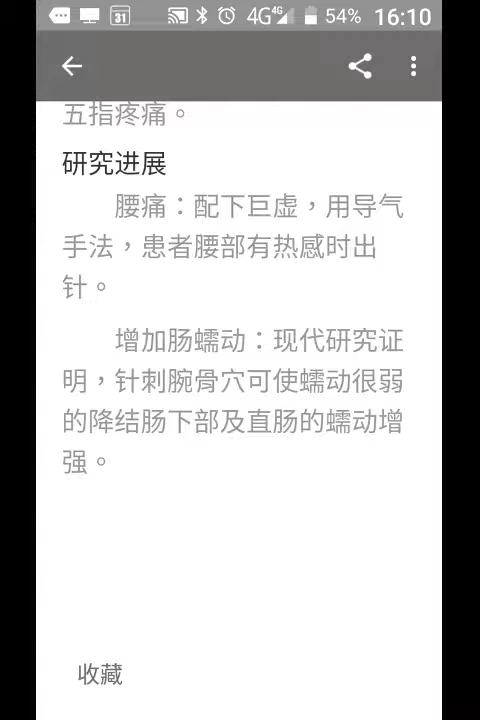 31 4G 4G 54% 16:10
五指疼痛。
研究进展
腰痛：配下巨虚，用导气
手法，患者腰部有热感时出
针。
增加肠蠕动：现代研究证
明，针刺腕骨穴可使蠕动很弱
的降结肠下部及直肠的蠕动增
强。
收藏